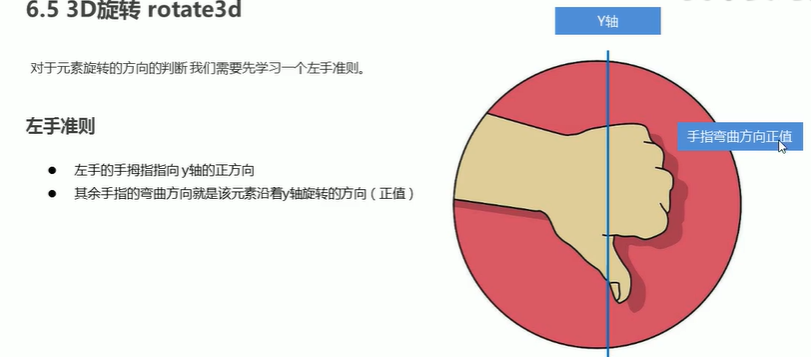 6.5 3D旋转 rotate3d
Y轴
对于元素旋转的方向的判断 我们需要先学习一个左手准则。
左手准则
手指弯曲方向正值
● 左手的手拇指指向 y轴的正方向
● 其余手指的弯曲方向就是该元素沿着y轴旋转的方向（正值）